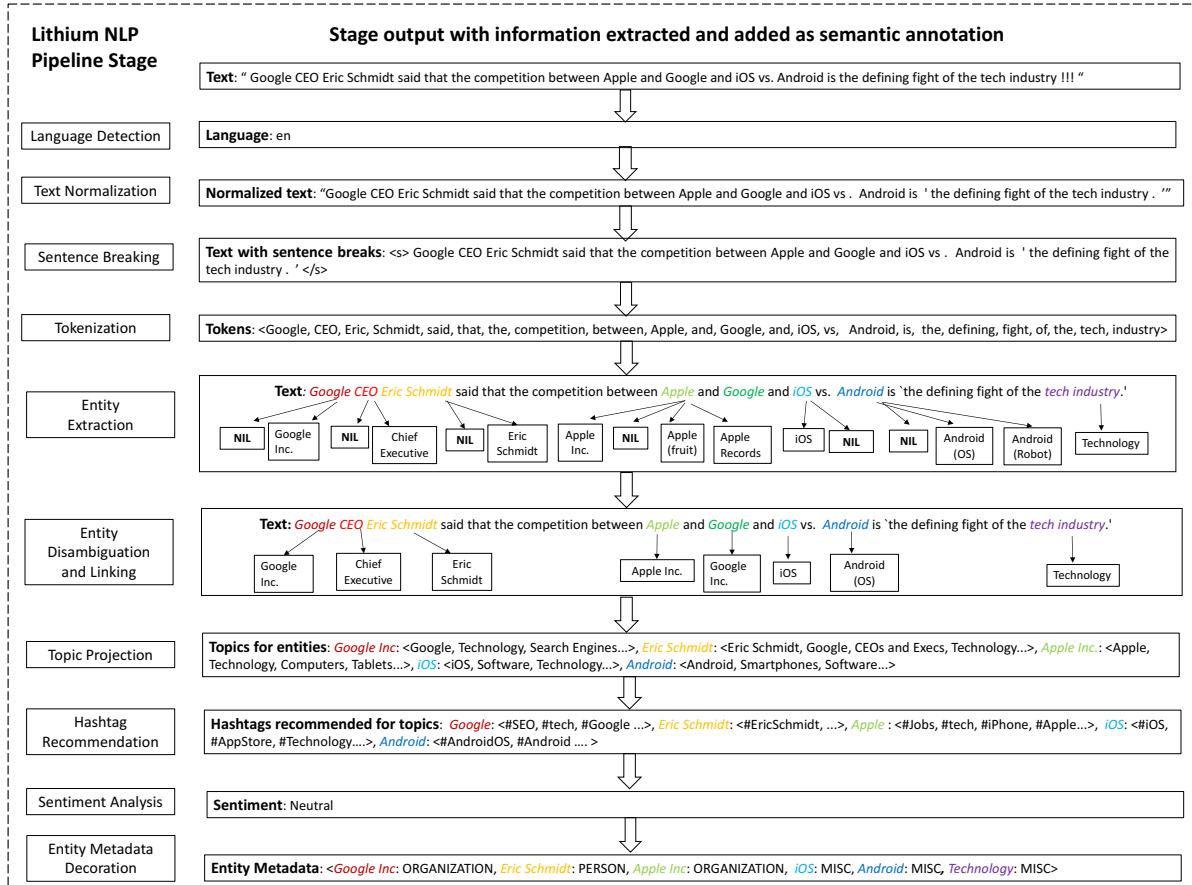 Lithium NLP
Pipeline Stage
Stage output with information extracted and added as semantic annotation
Text: “ Google CEO Eric Schmidt said that the competition between Apple and Google and iOS vs. Android is the defining fight of the tech industry !!! “
Language Detection
Language: en
Text Normalization
Normalized text: “Google CEO Eric Schmidt said that the competition between Apple and Google and iOS vs . Android is ' the defining fight of the tech industry . ’”
Sentence Breaking
Text with sentence breaks: <s> Google CEO Eric Schmidt said that the competition between Apple and Google and iOS vs . Android is ' the defining fight of the
tech industry . ’ </s>
Tokenization
Tokens: <Google, CEO, Eric, Schmidt, said, that, the, competition, between, Apple, and, Google, and, iOS, vs, Android, is, the, defining, fight, of, the, tech, industry>
Entity
Extraction
Text: Google CEO Eric Schmidt said that the competition between Apple and Google and iOS vs. Android is `the defining fight of the tech industry.'
NIL
Google
Inc.
NIL
Chief
Executive
NIL
Eric
Schmidt
Apple
Inc.
NIL
Apple
(fruit)
Apple
Records
iOS
NIL
NIL
Android
(OS)
Android
(Robot)
Technology
Entity
Disambiguation
and Linking
Text: Google CEO Eric Schmidt said that the competition between Apple and Google and iOS vs. Android is `the defining fight of the tech industry.'
Google
Inc.
Chief
Executive
Eric
Schmidt
Apple Inc.
Google
Inc.
iOS
Android
(OS)
Technology
Topic Projection
Topics for entities: Google Inc: <Google, Technology, Search Engines...>, Eric Schmidt: <Eric Schmidt, Google, CEOs and Execs, Technology...>, Apple Inc.: <Apple,
Technology, Computers, Tablets...>, iOS: <iOS, Software, Technology...>, Android: <Android, Smartphones, Software...>
Hashtag
Recommendation
Hashtags recommended for topics: Google: <#SEO, #tech, #Google ...>, Eric Schmidt: <#EricSchmidt, ...>, Apple : <#Jobs, #tech, #iPhone, #Apple...>, iOS: <#iOS,
#AppStore, #Technology....>, Android: <#AndroidOS, #Android .... >
Sentiment Analysis
Sentiment: Neutral
Entity Metadata
Decoration
Entity Metadata: <Google Inc: ORGANIZATION, Eric Schmidt: PERSON, Apple Inc: ORGANIZATION, iOS: MISC, Android: MISC, Technology: MISC>